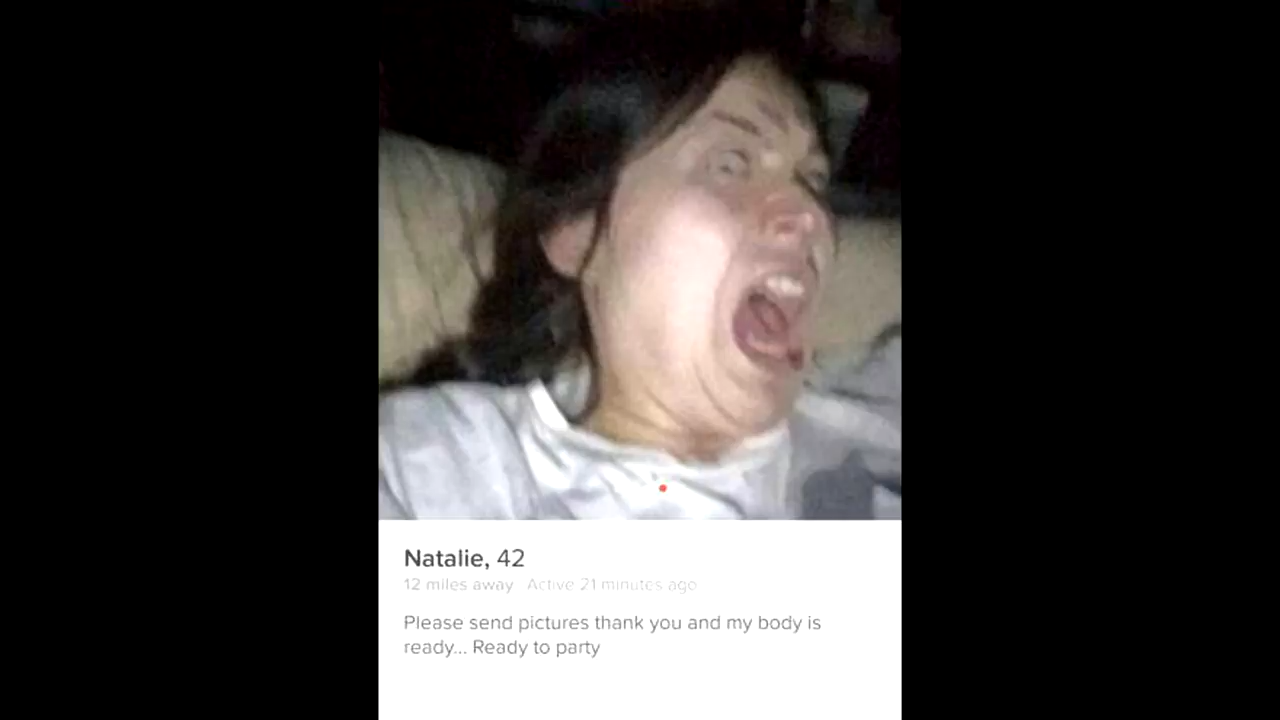 Natalie, 42
12 miles away Active 21 minutes ago
Please send pictures thank you and my body is
ready... Ready to party